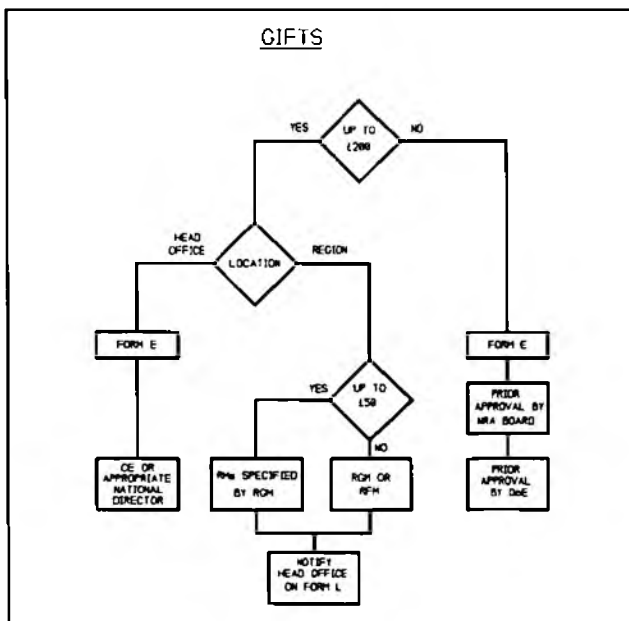 GIFTS
UP TO
£200
YES
NO
HEAD
OFFICE
LOCATION
REGION
FORM E
FORM E
YES
UP TO
£50
NO
PRIOR
APPROVAL BY
NRA BOARD
CE OR
APPROPRIATE
NATIONAL
DIRECTOR
RMs SPECIFIED
BY RGM
RGM OR
RFM
PRIOR
APPROVAL
BY DoE
NOTIFY
HEAD OFFICE
ON FORM L